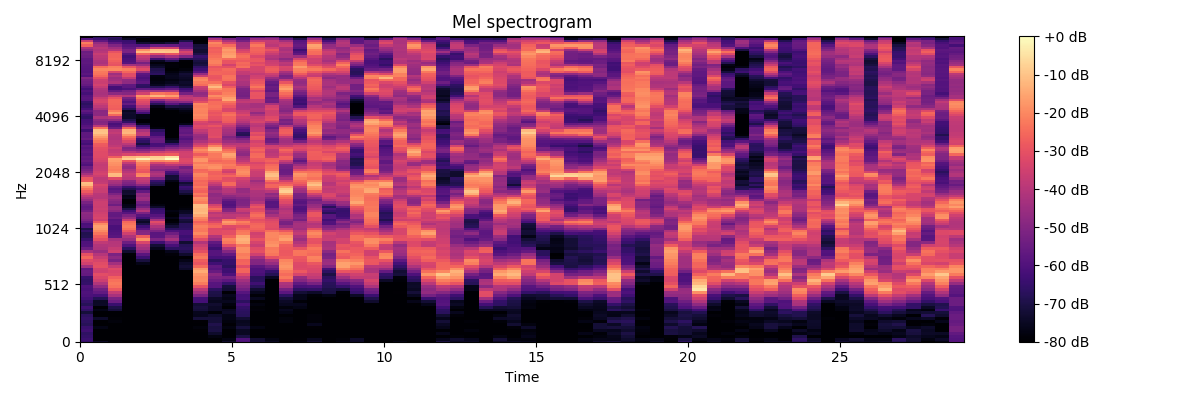 Mel spectrogram
Hz
8192
4096
2048
1024
512
0
0 5 10 15 20 25
Time
+0 dB
-10 dB
-20 dB
-30 dB
-40 dB
-50 dB
-60 dB
-70 dB
-80 dB